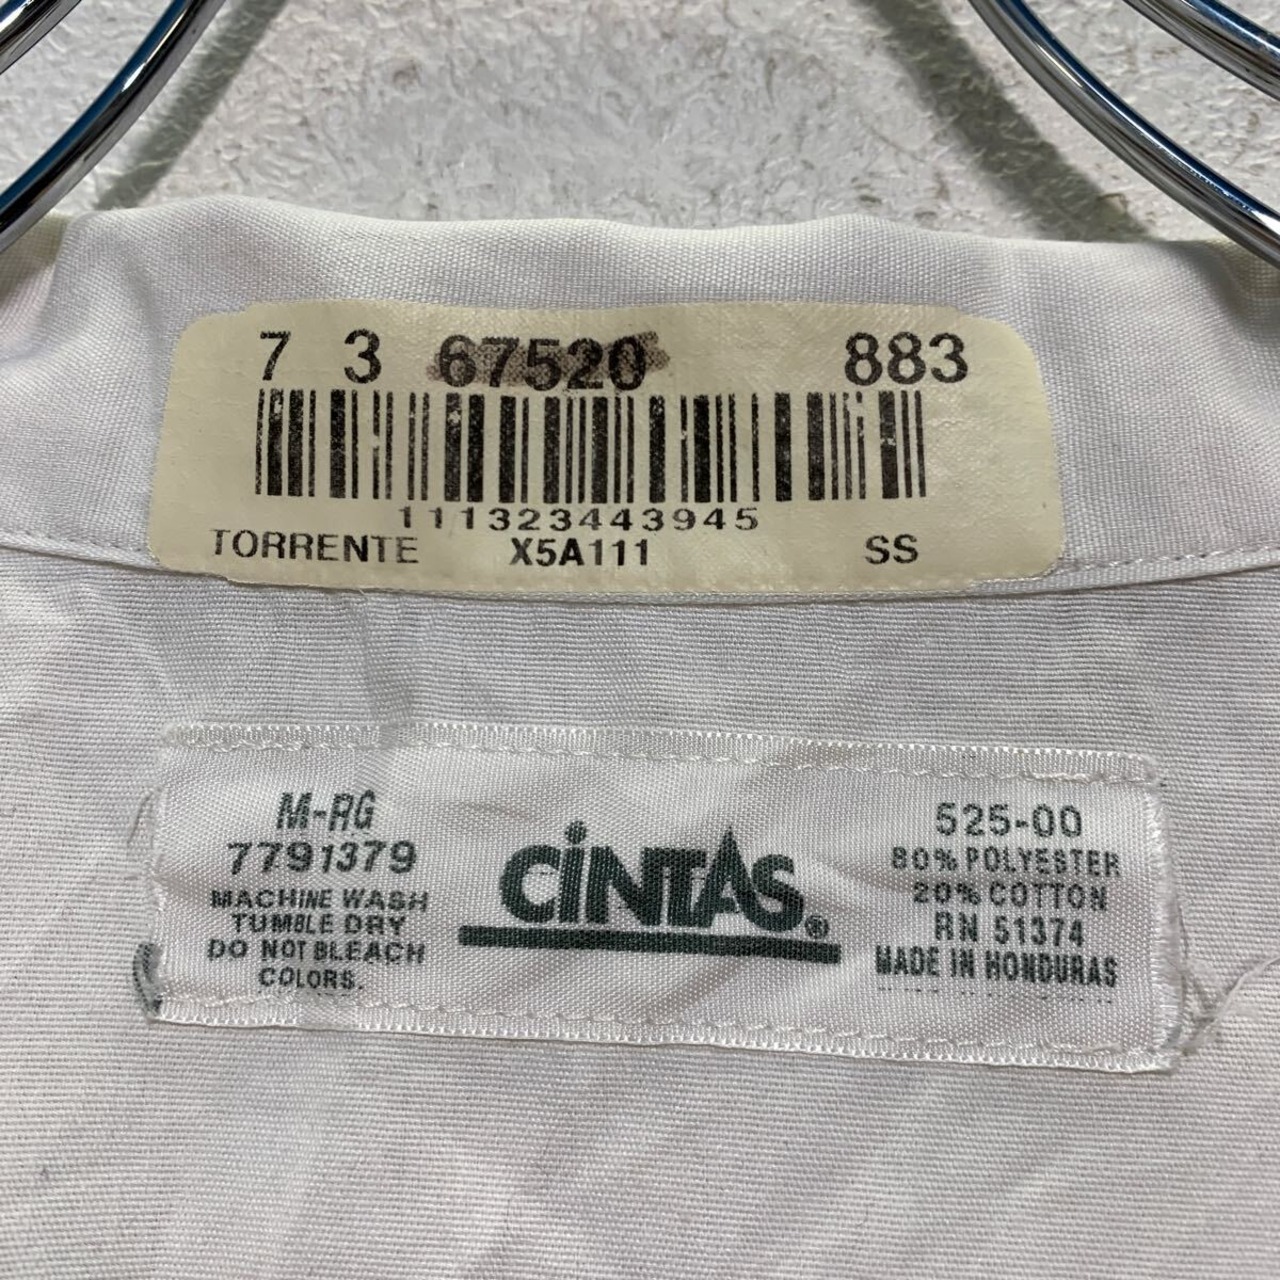 7 3 67520 883
111323443945
TORRENTE X5A111 SS
M-RG
7791379
MACHINE WASH
TUMBLE DRY
DO NOT BLEACH
COLORS.
CINTAS®
525-00
80% POLYESTER
20% COTTON
RN 51374
MADE IN HONDURAS